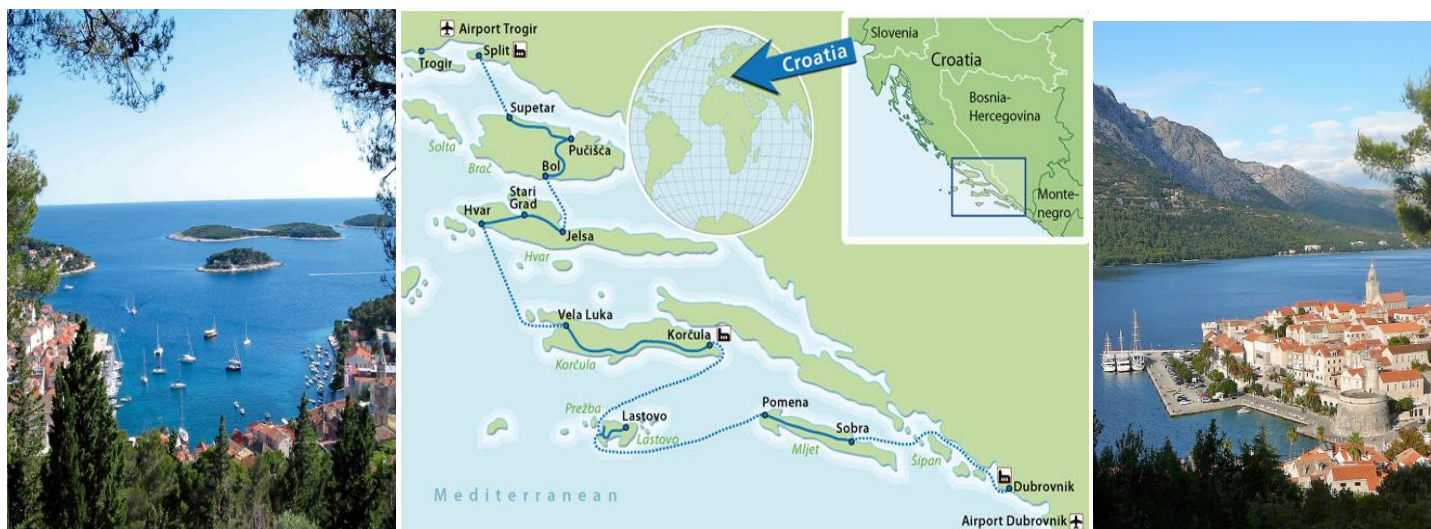 Airport Trogir
Split
Trogir
Slovenia
Croatia
Croatia
Bosnia-
Hercegovina
Monte-
negro
Supetar
Pučišća
Šolta
Brač
Bol
Stari
Grad
Hvar
Jelsa
Hvar
Vela Luka
Korčula
Korčula
Prežba
Lastovo
Lastovo
Pomena
Sobra
Mljet
Šipan
Dubrovnik
Mediterranean
Airport Dubrovnik